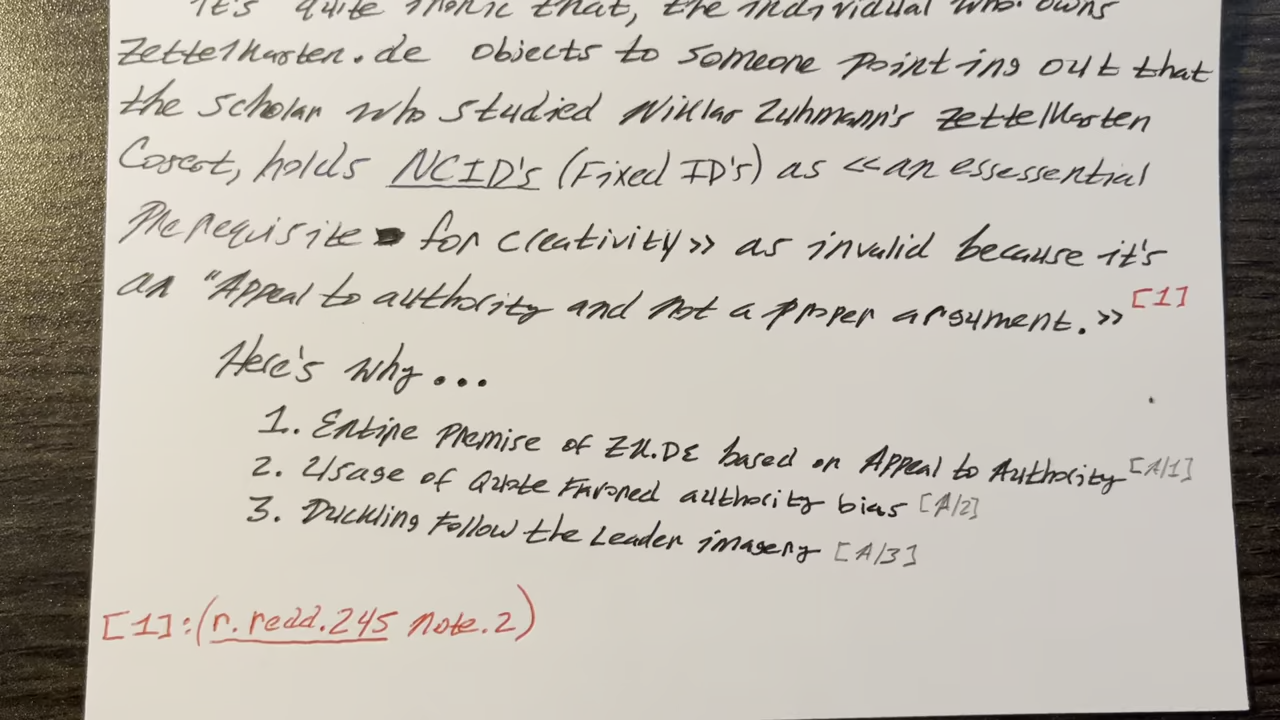 It's quite ironic that, the individual who owns
Zettelkasten.de objects to someone pointing out that
the scholar who studied Niklas Luhmann's zettelkasten
Coscot, holds NCID's (Fixed ID's) as <<an essessential
Prerequisite for creativity>> as invalid because it's
an "Appeal to authority and not a proper argument.>> [1]
Here's why...
1. Entire Premise of ZK.DE based on Appeal to Authority [A/1]
2. Usage of Quote Favored authority bias [A/2]
3. Duckling Follow the Leader imagery [A/3]
[1]:(r.redd.245 note.2)